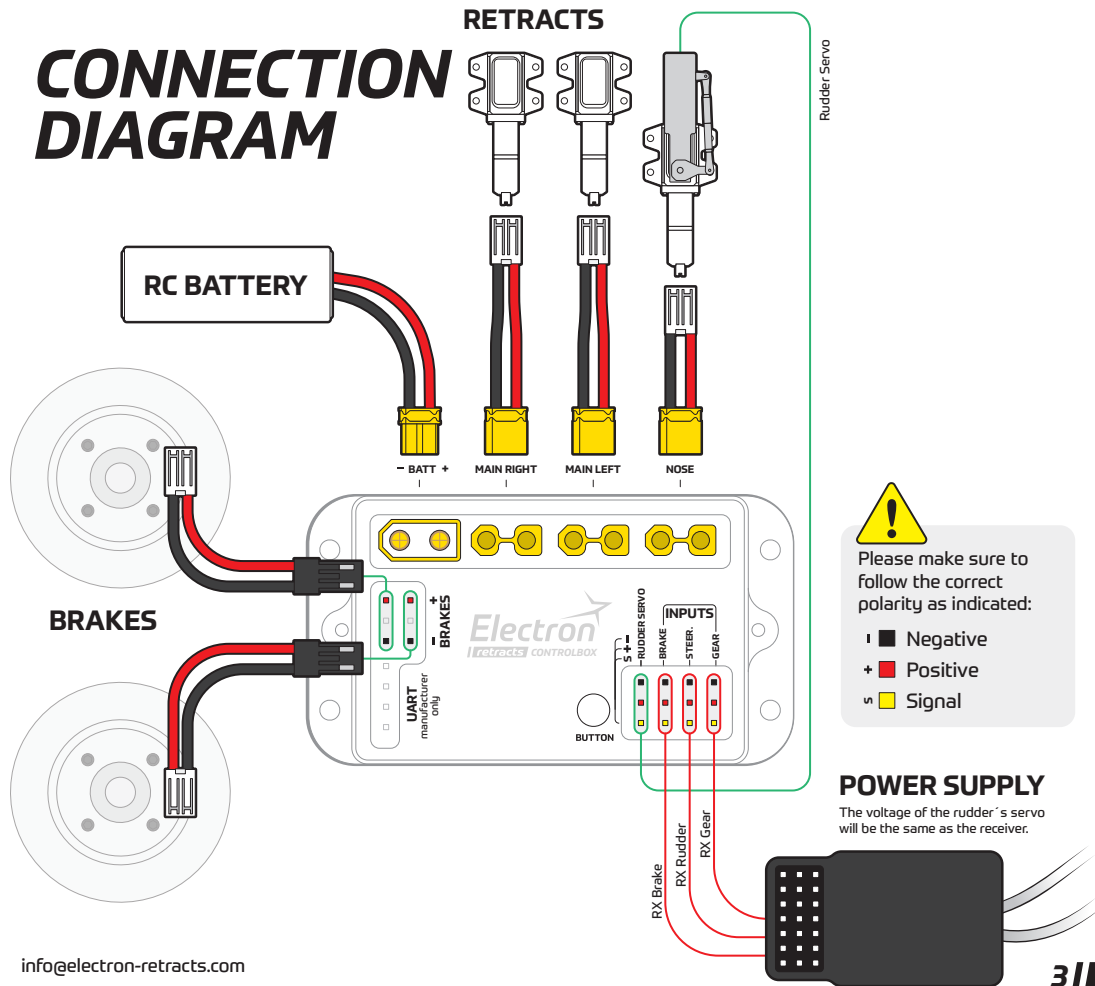 CONNECTION
DIAGRAM
RETRACTS
Rudder Servo
RC BATTERY
− BATT +
MAIN RIGHT
MAIN LEFT
NOSE
BRAKES
+
−
BRAKES
UART
manufacturer
only
Electron
retracts CONTROLBOX
BUTTON
S + −
INPUTS
RUDDER SERVO
BRAKE
STEER.
GEAR
Please make sure to
follow the correct
polarity as indicated:
- Negative
+ Positive
S Signal
POWER SUPPLY
The voltage of the rudder´s servo
will be the same as the receiver.
RX Brake
RX Rudder
RX Gear
info@electron-retracts.com
3